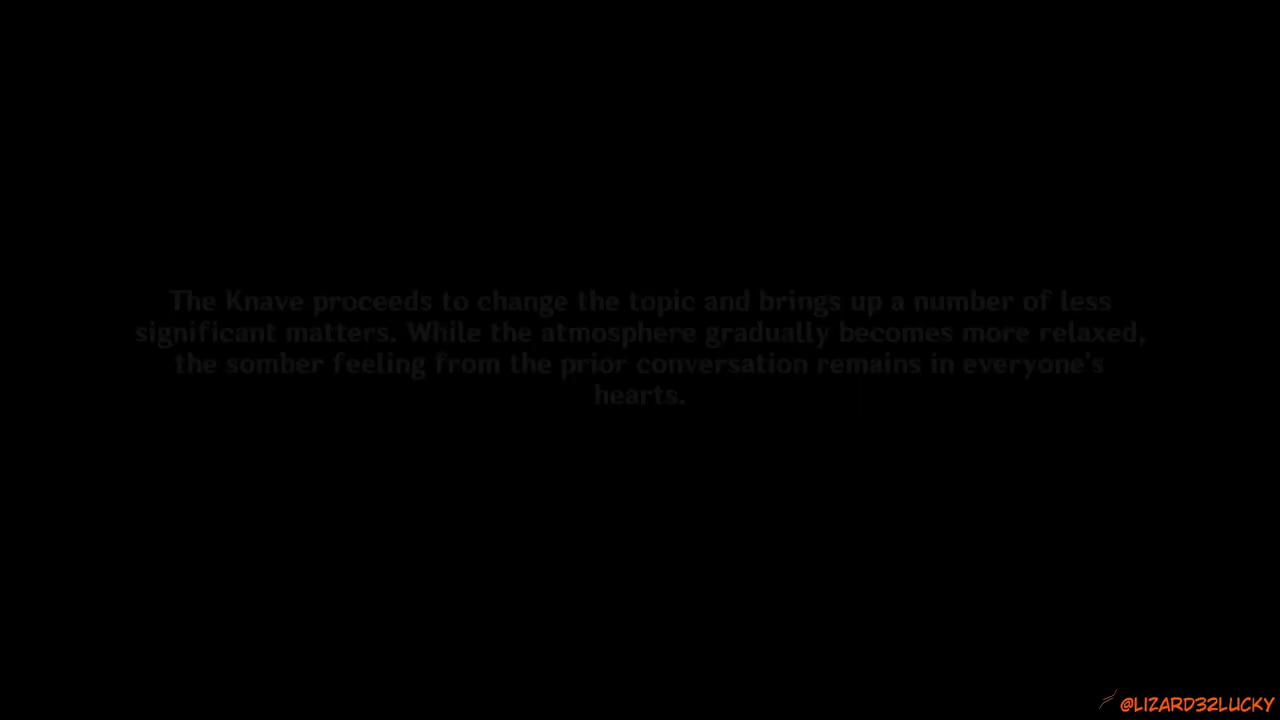 The Knave proceeds to change the topic and brings up a number of less
significant matters. While the atmosphere gradually becomes more relaxed,
the somber feeling from the prior conversation remains in everyone's
hearts.
@LIZARD32LUCKY